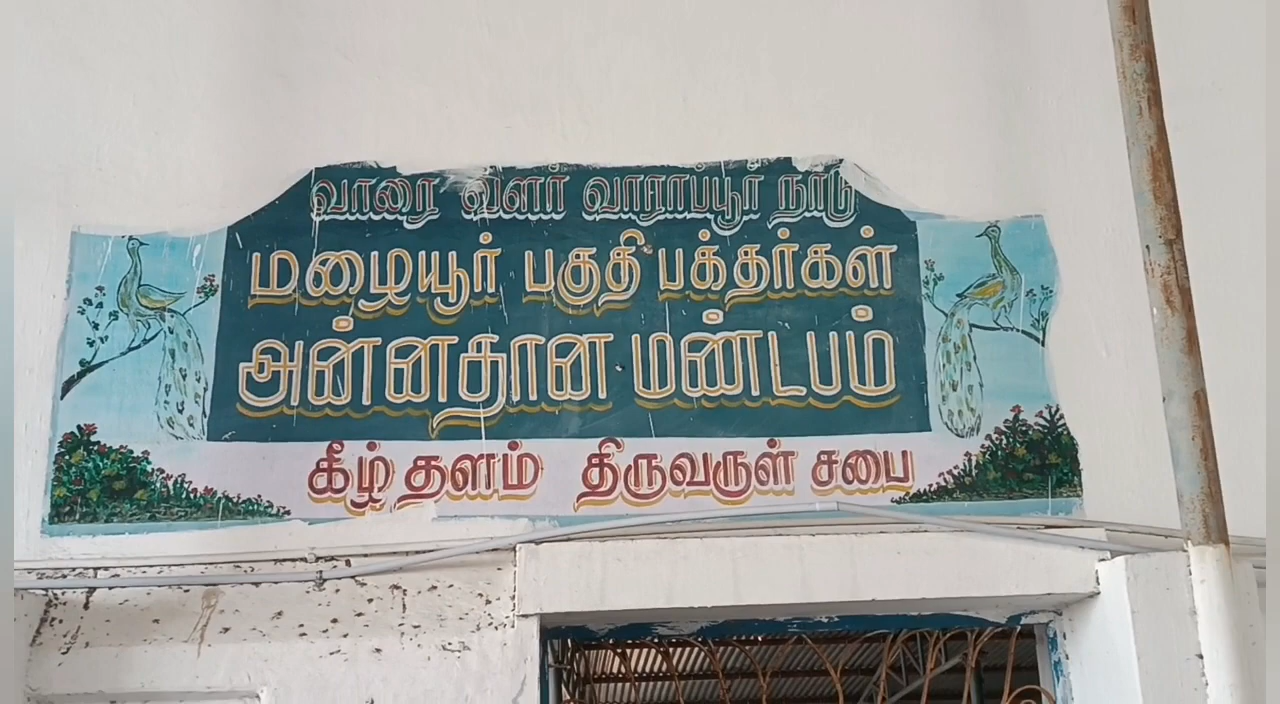 வாரை வளர் வாராப்பூர் நாடு
மழையூர் பகுதி பக்தர்கள்
அன்னதான மண்டபம்
கீழ் தளம் திருவருள் சபை